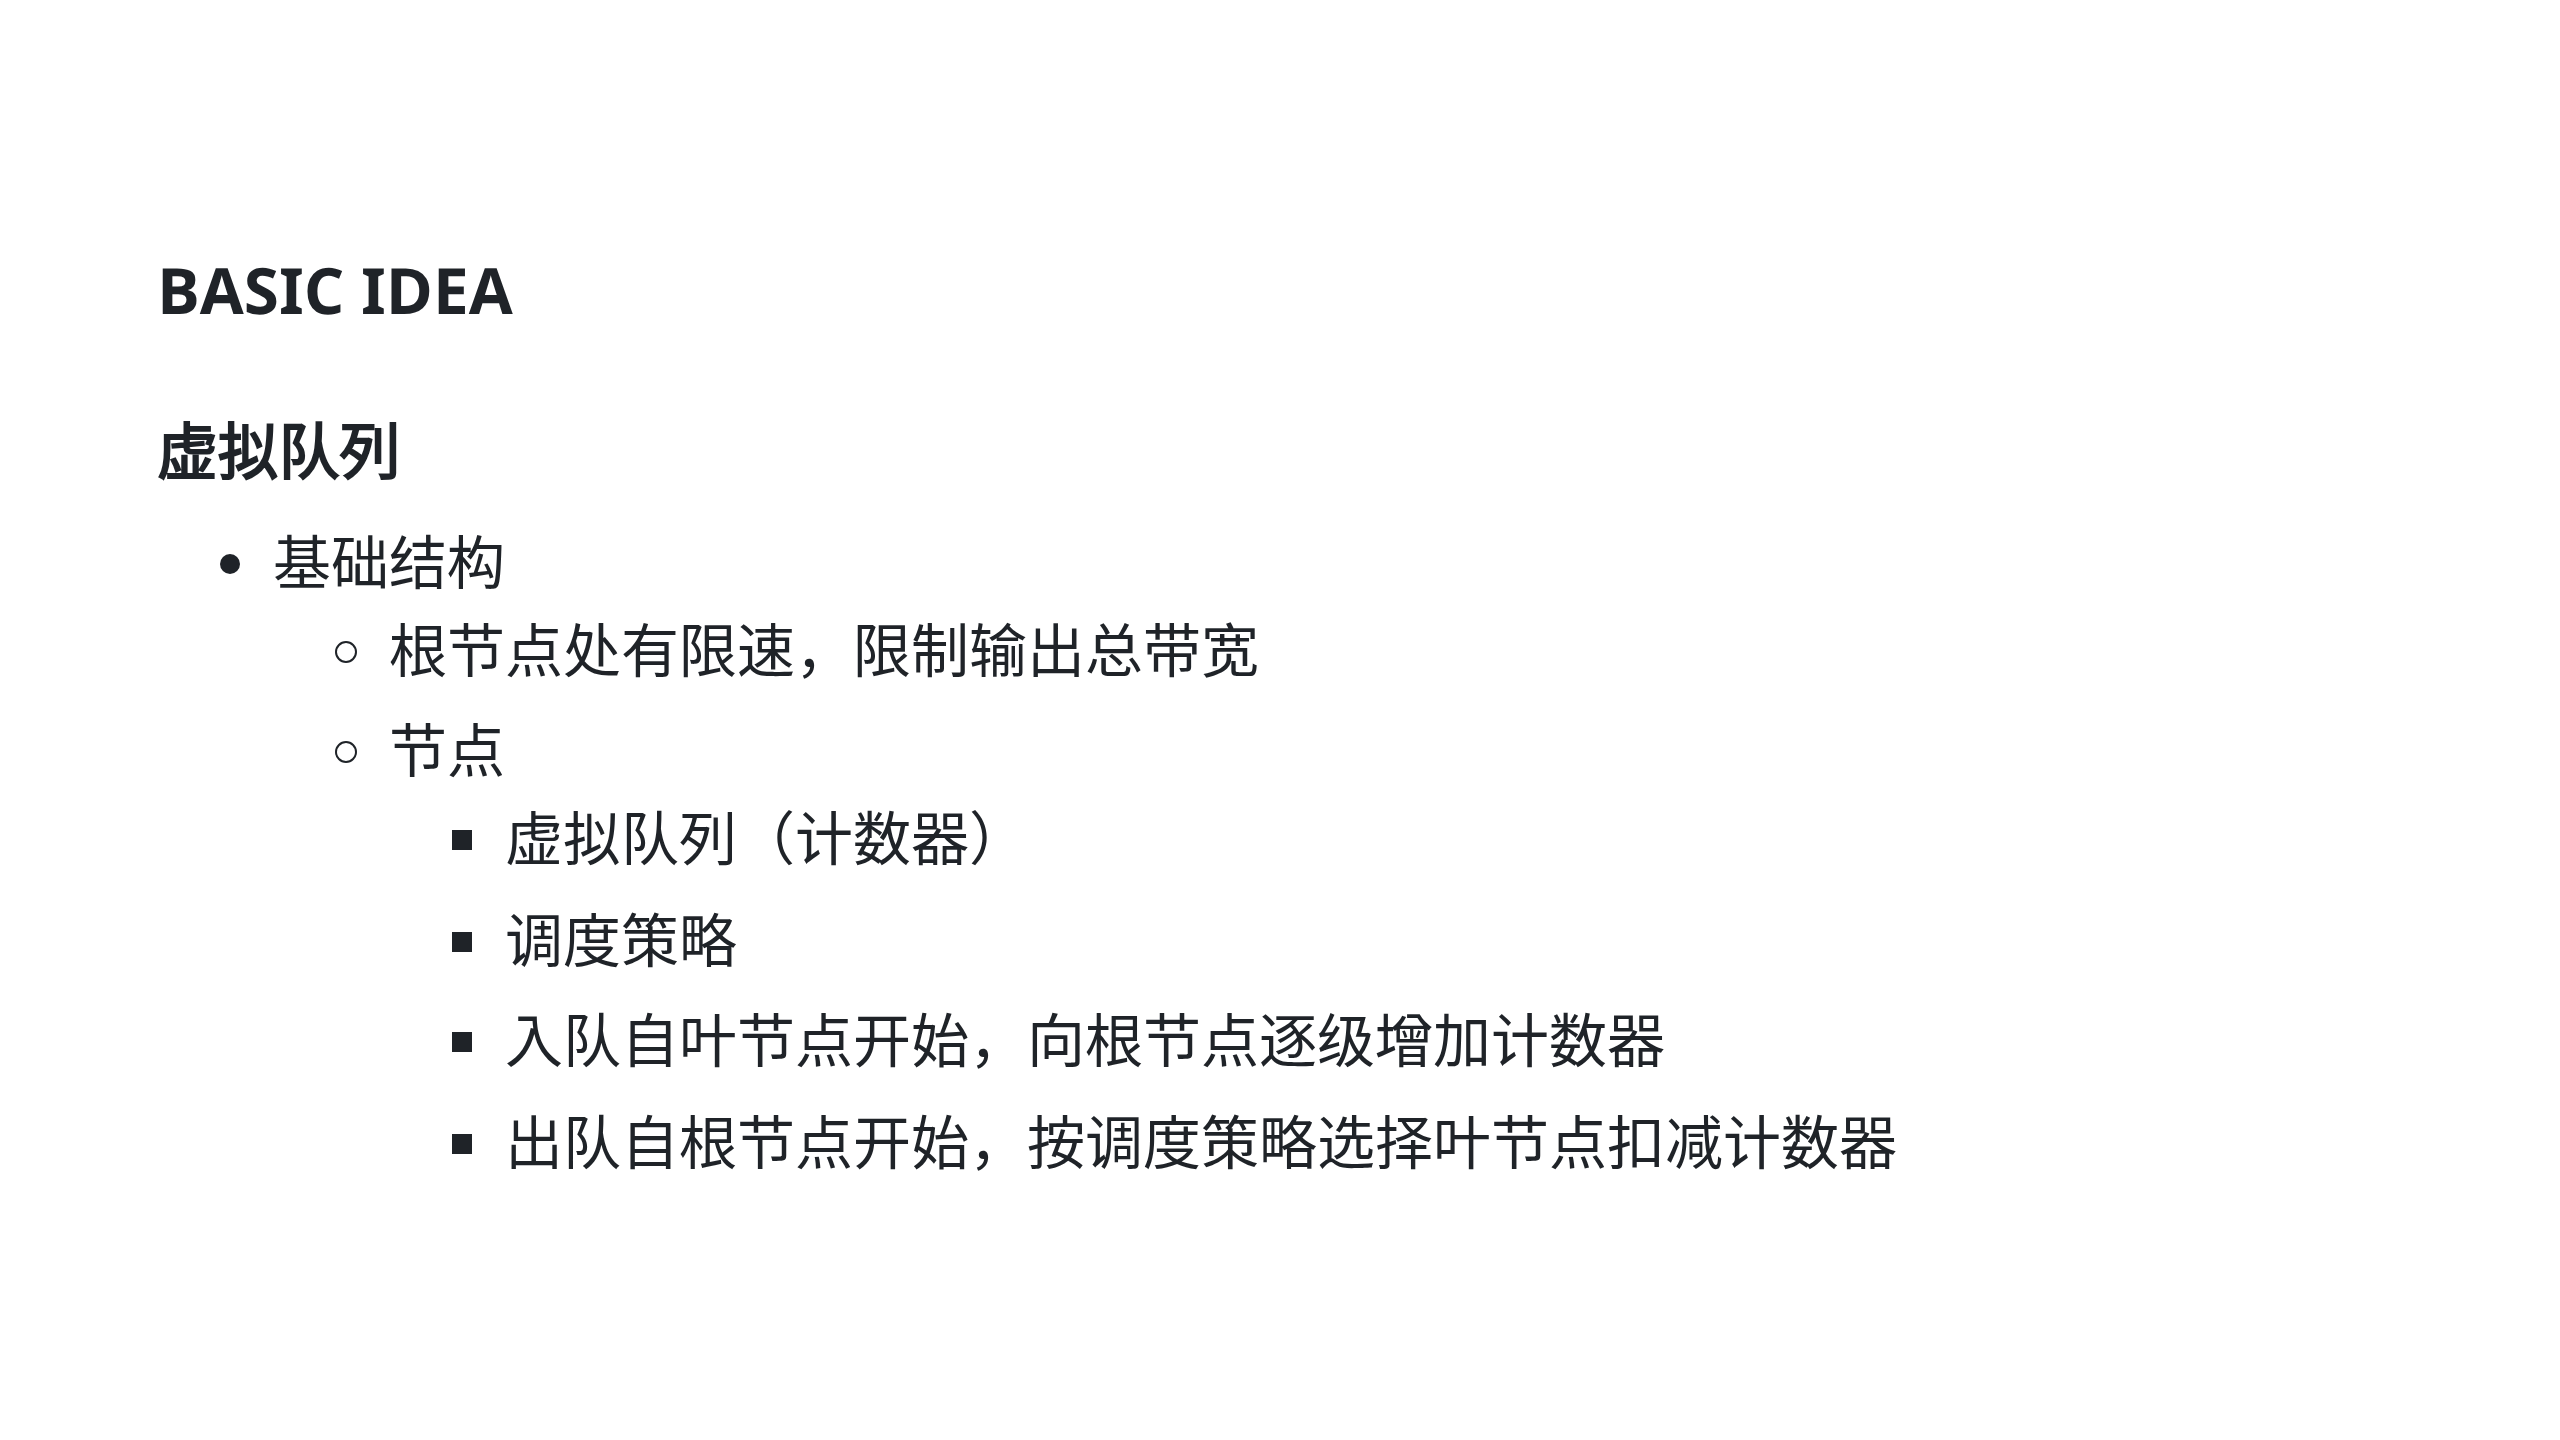 BASIC IDEA
虚拟队列
基础结构
根节点处有限速，限制输出总带宽
节点
虚拟队列（计数器）
调度策略
入队自叶节点开始，向根节点逐级增加计数器
出队自根节点开始，按调度策略选择叶节点扣减计数器